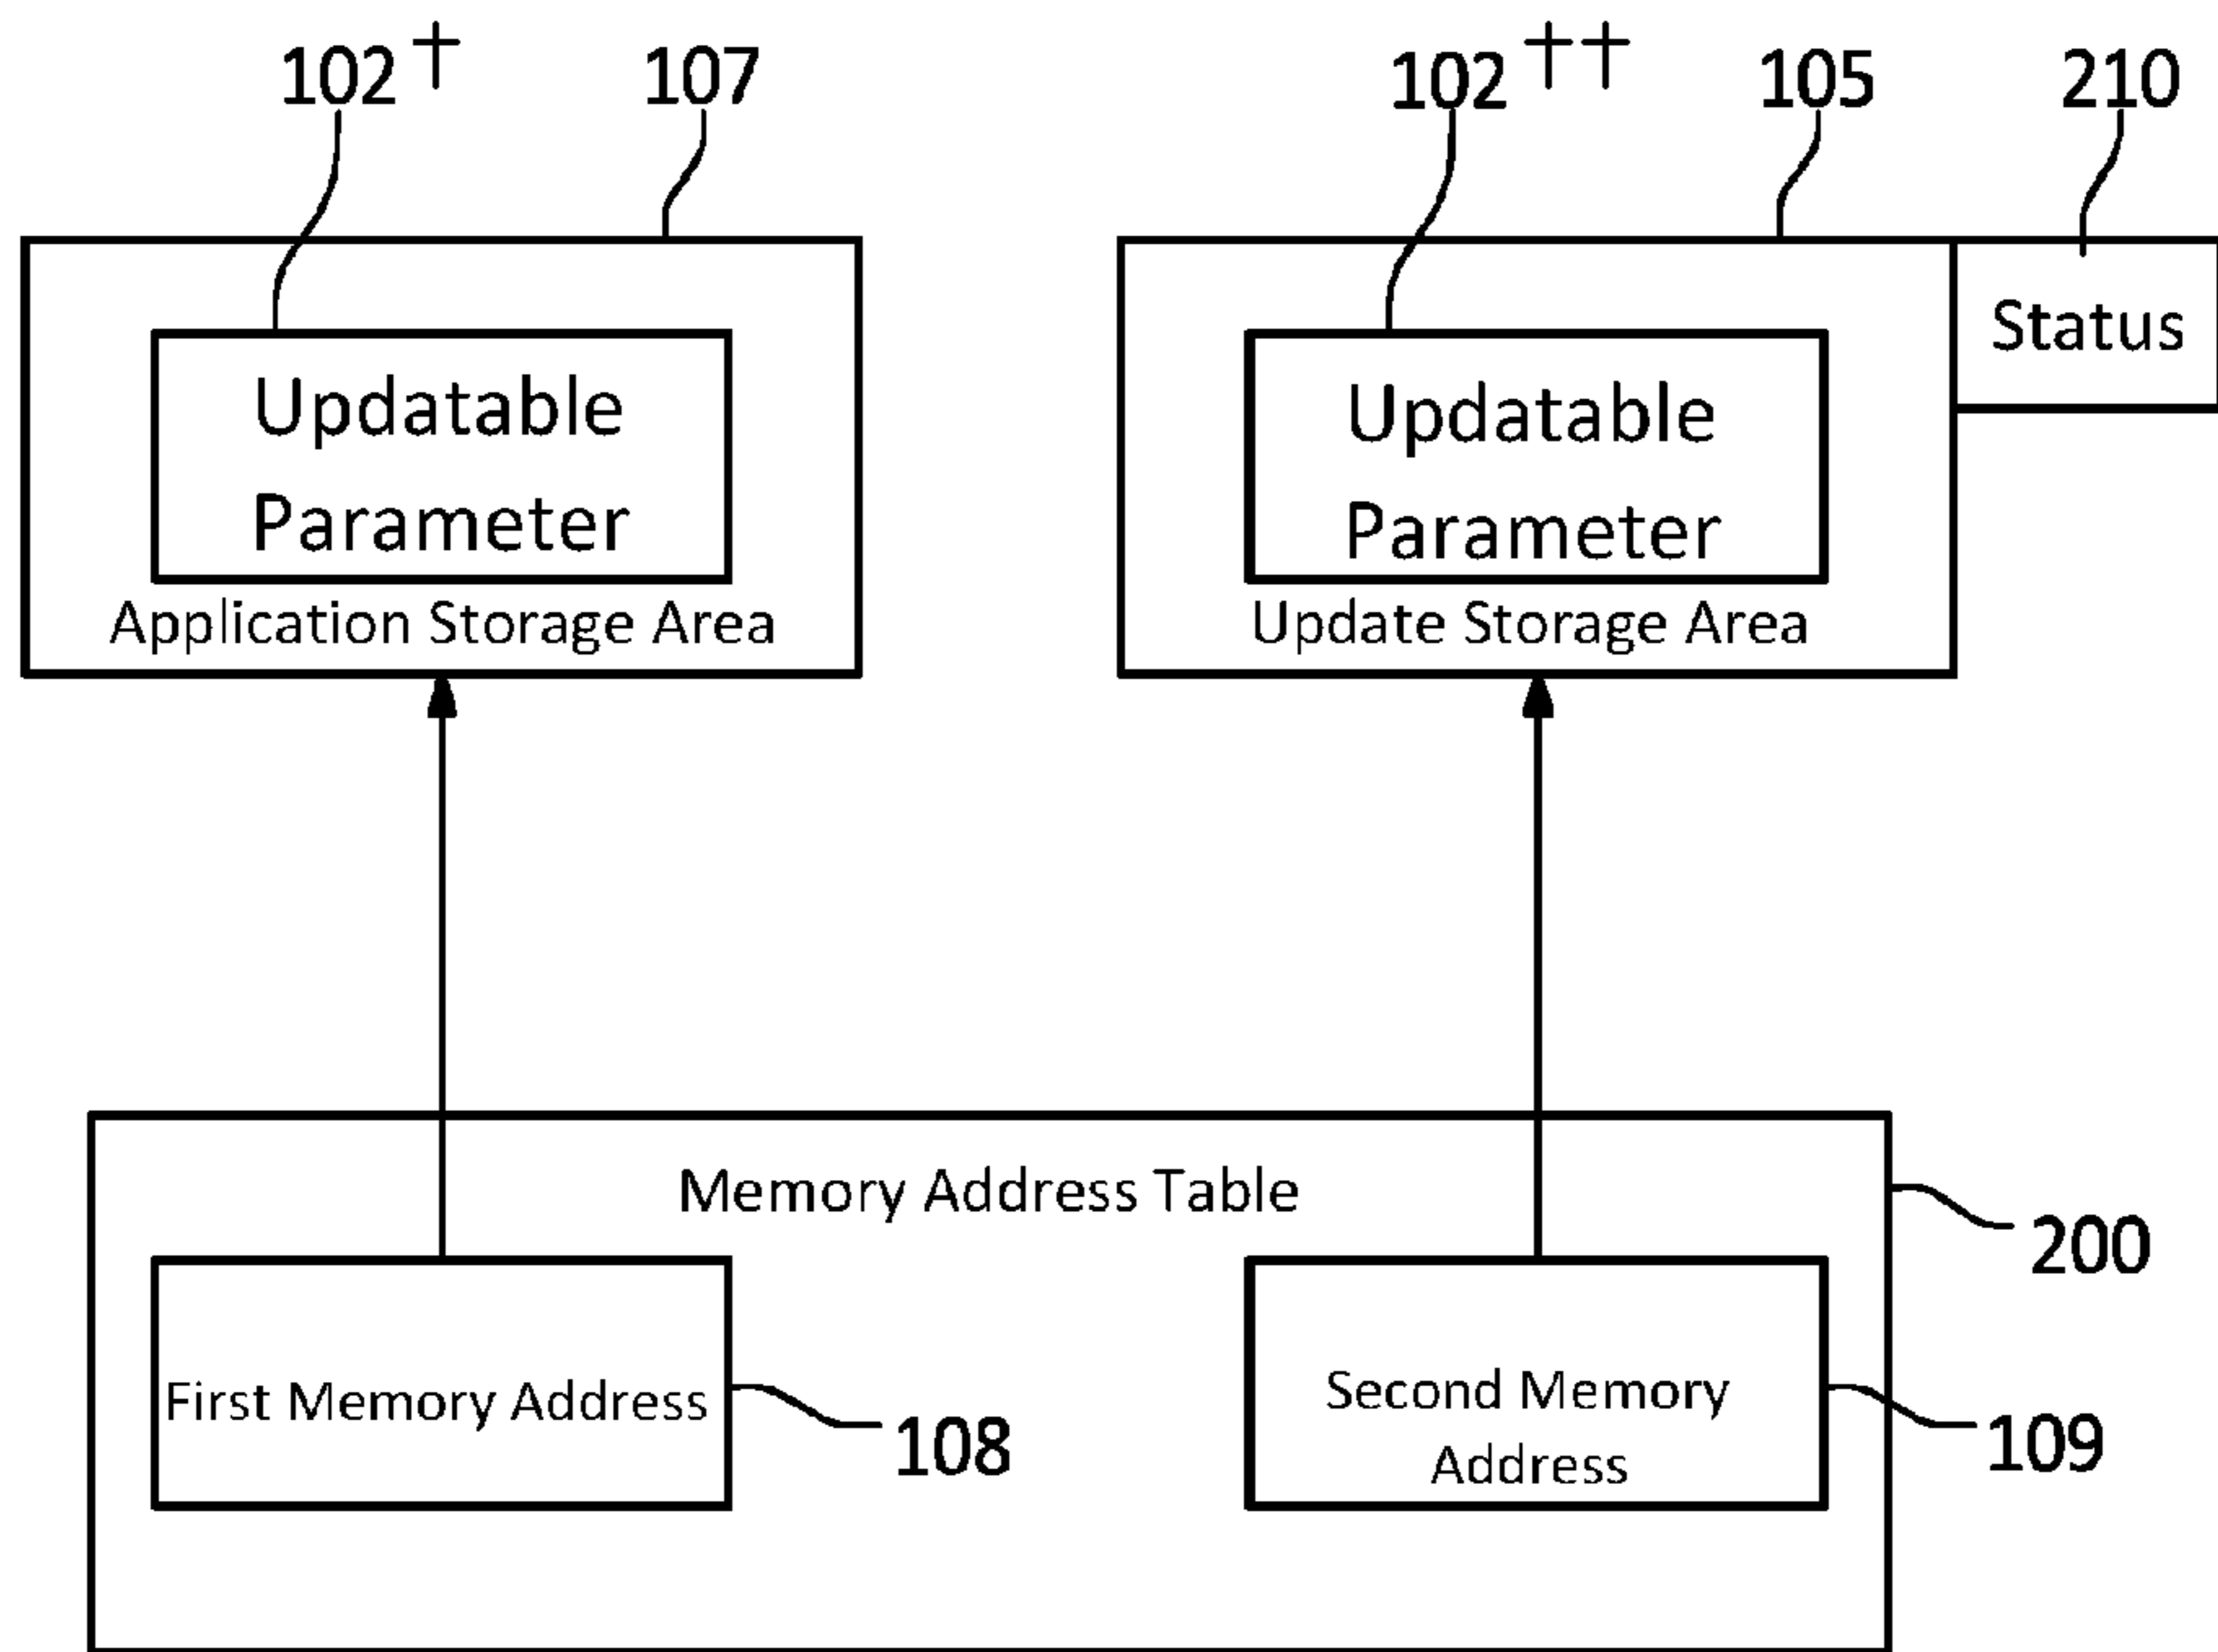 102†
107
102††
105
210
Status
Updatable
Parameter
Application Storage Area
Updatable
Parameter
Update Storage Area
Memory Address Table
200
First Memory Address
108
Second Memory
Address
109